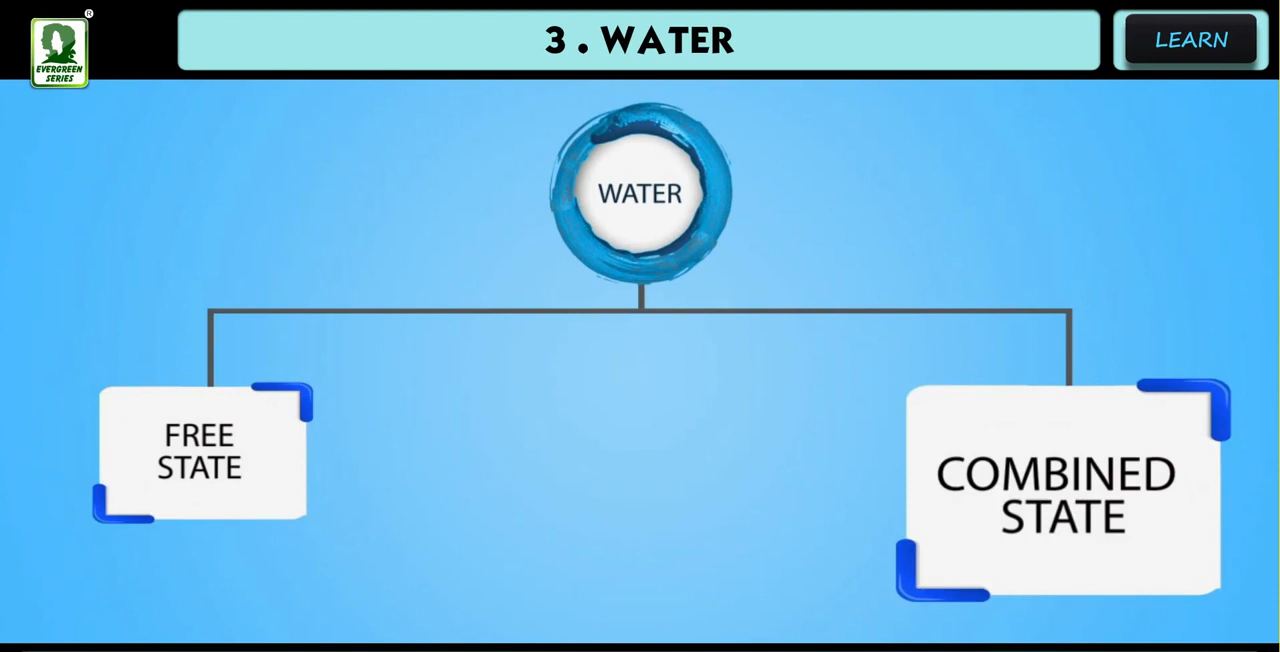 ®
EVERGREEN
SERIES
3 . WATER
LEARN
WATER
FREE
STATE
COMBINED
STATE